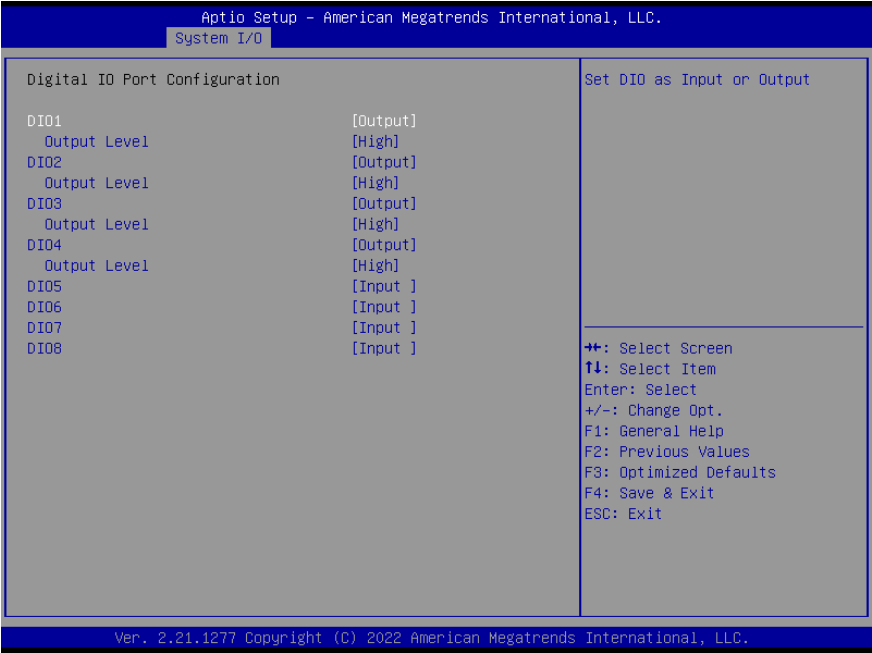 Aptio Setup – American Megatrends International, LLC.
System I/O
Digital IO Port Configuration
DIO1 [Output]
Output Level [High]
DIO2 [Output]
Output Level [High]
DIO3 [Output]
Output Level [High]
DIO4 [Output]
Output Level [High]
DIO5 [Input ]
DIO6 [Input ]
DIO7 [Input ]
DIO8 [Input ]
Set DIO as Input or Output
→←: Select Screen
↑↓: Select Item
Enter: Select
+/-: Change Opt.
F1: General Help
F2: Previous Values
F3: Optimized Defaults
F4: Save & Exit
ESC: Exit
Ver. 2.21.1277 Copyright (C) 2022 American Megatrends International, LLC.